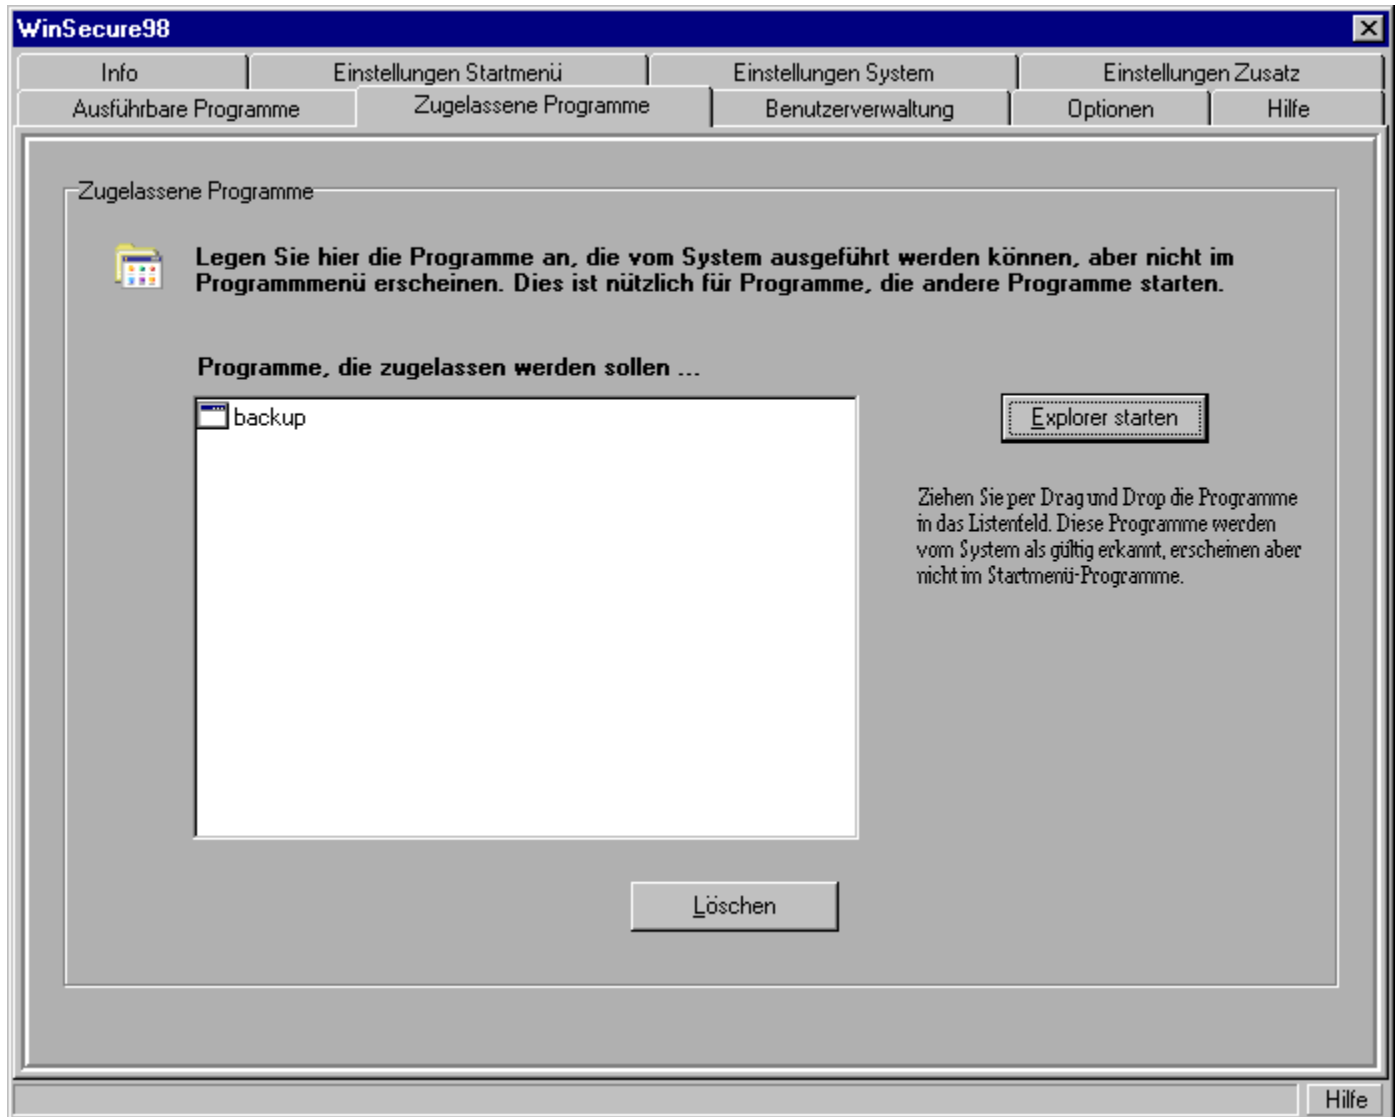 WinSecure98
Info
Einstellungen Startmenü
Einstellungen System
Einstellungen Zusatz
Ausführbare Programme
Zugelassene Programme
Benutzerverwaltung
Optionen
Hilfe
Zugelassene Programme
Legen Sie hier die Programme an, die vom System ausgeführt werden können, aber nicht im
Programmmenü erscheinen. Dies ist nützlich für Programme, die andere Programme starten.
Programme, die zugelassen werden sollen ...
backup
Explorer starten
Ziehen Sie per Drag und Drop die Programme
in das Listenfeld. Diese Programme werden
vom System als gültig erkannt, erscheinen aber
nicht im Startmenü-Programme.
Löschen
Hilfe